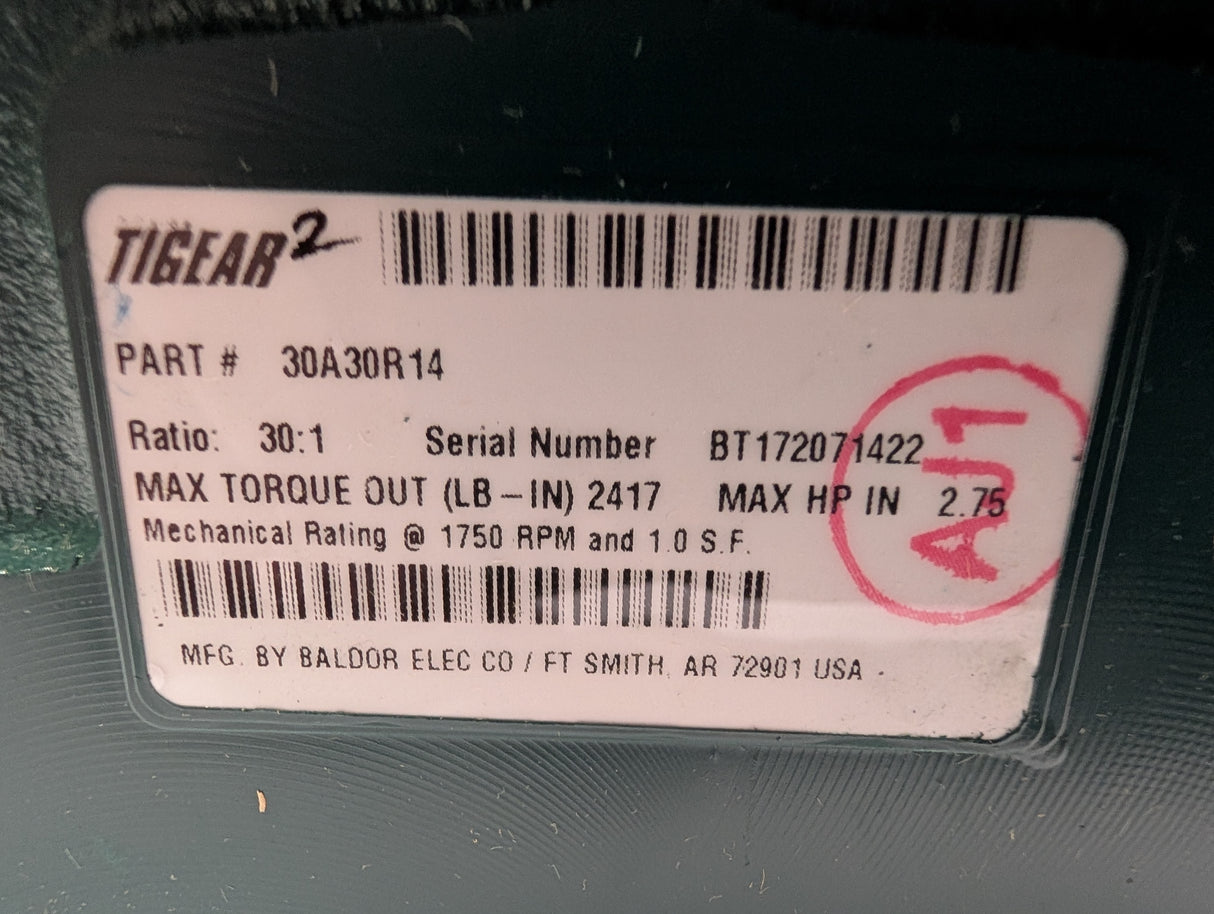 TIGEAR2
PART # 30A30R14
Ratio: 30:1 Serial Number BT172071422
MAX TORQUE OUT (LB-IN) 2417 MAX HP IN 2.75
Mechanical Rating @ 1750 RPM and 1.0 S.F.
MFG. BY BALDOR ELEC CO / FT SMITH, AR 72901 USA
AU1